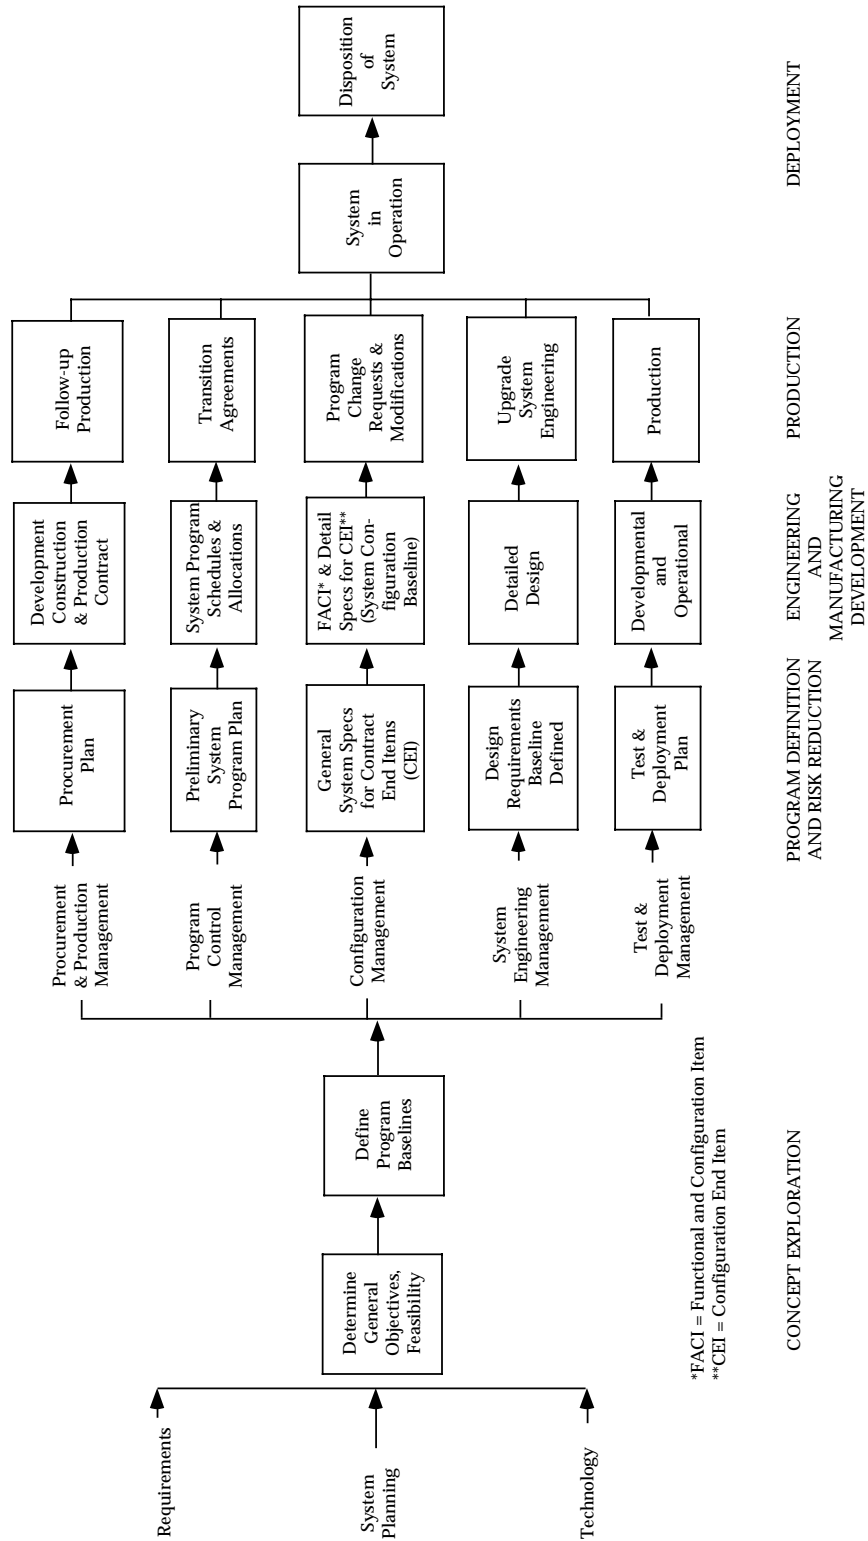 Requirements
System
Planning
Technology
Determine
General
Objectives,
Feasibility
Define
Program
Baselines
Procurement
& Production
Management
Program
Control
Management
Configuration
Management
System
Engineering
Management
Test &
Deployment
Management
Procurement
Plan
Preliminary
System
Program Plan
General
System Specs
for Contract
End Items
(CEI)
Design
Requirements
Baseline
Defined
Test &
Deployment
Plan
Development
Construction
& Production
Contract
System Program
Schedules &
Allocations
FACI* & Detail
Specs for CEI**
(System Con-
figuration
Baseline)
Detailed
Design
Developmental
and
Operational
Follow-up
Production
Transition
Agreements
Program
Change
Requests &
Modifications
Upgrade
System
Engineering
Production
System
in
Operation
Disposition
of
System
*FACI = Functional and Configuration Item
**CEI = Configuration End Item
CONCEPT EXPLORATION
PROGRAM DEFINITION
AND RISK REDUCTION
ENGINEERING
AND
MANUFACTURING
DEVELOPMENT
PRODUCTION
DEPLOYMENT